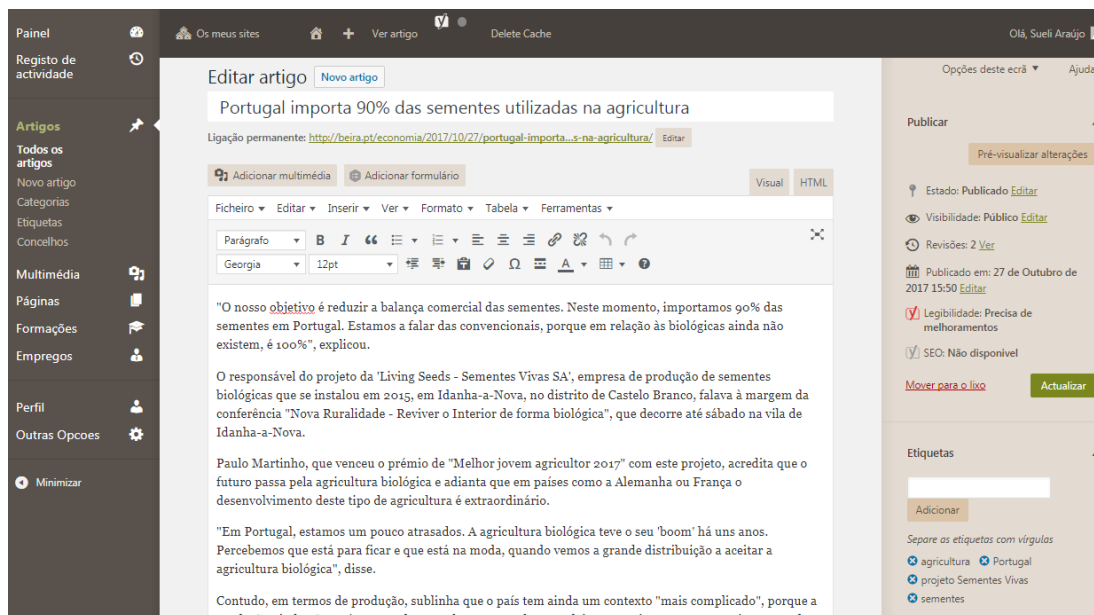 Painel
Registo de
actividade
Artigos
Todos os
artigos
Novo artigo
Categorias
Etiquetas
Concelhos
Multimédia
Páginas
Formações
Empregos
Perfil
Outras Opcoes
Minimizar
Os meus sites
Ver artigo
Delete Cache
Olá, Sueli Araújo
Opções deste ecrã
Ajuda
Editar artigo Novo artigo
Portugal importa 90% das sementes utilizadas na agricultura
Ligação permanente: http://beira.pt/economia/2017/10/27/portugal-importa...s-na-agricultura/ Editar
Adicionar multimédia Adicionar formulário
Visual HTML
Ficheiro Editar Inserir Ver Formato Tabela Ferramentas
Parágrafo B I
Georgia 12pt Ω A
"O nosso objetivo é reduzir a balança comercial das sementes. Neste momento, importamos 90% das
sementes em Portugal. Estamos a falar das convencionais, porque em relação às biológicas ainda não
existem, é 100%", explicou.
O responsável do projeto da 'Living Seeds - Sementes Vivas SA', empresa de produção de sementes
biológicas que se instalou em 2015, em Idanha-a-Nova, no distrito de Castelo Branco, falava à margem da
conferência "Nova Ruralidade - Reviver o Interior de forma biológica", que decorre até sábado na vila de
Idanha-a-Nova.
Paulo Martinho, que venceu o prémio de "Melhor jovem agricultor 2017" com este projeto, acredita que o
futuro passa pela agricultura biológica e adianta que em países como a Alemanha ou França o
desenvolvimento deste tipo de agricultura é extraordinário.
"Em Portugal, estamos um pouco atrasados. A agricultura biológica teve o seu 'boom' há uns anos.
Percebemos que está para ficar e que está na moda, quando vemos a grande distribuição a aceitar a
agricultura biológica", disse.
Contudo, em termos de produção, sublinha que o país tem ainda um contexto "mais complicado", porque a
Publicar
Pré-visualizar alterações
Estado: Publicado Editar
Visibilidade: Público Editar
Revisões: 2 Ver
Publicado em: 27 de Outubro de
2017 15:50 Editar
Legibilidade: Precisa de
melhoramentos
SEO: Não disponivel
Mover para o lixo
Actualizar
Etiquetas
Adicionar
Separe as etiquetas com vírgulas
agricultura Portugal
projeto Sementes Vivas
sementes